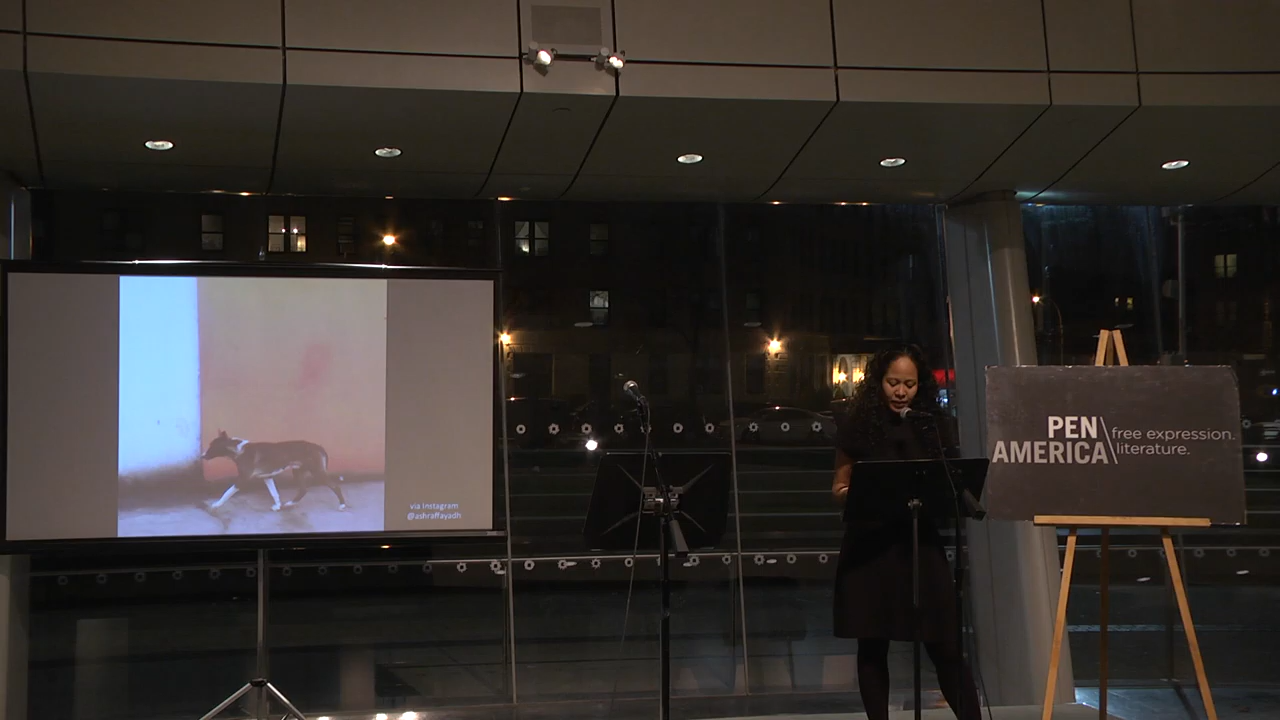 via Instagram
@ashraffayadh
PEN
AMERICA
free expression.
literature.